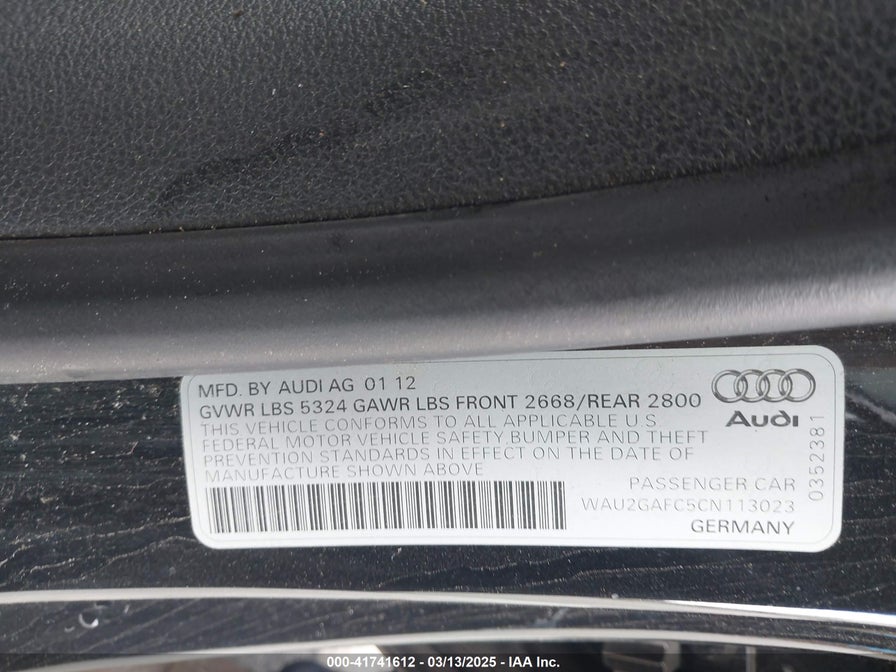 MFD. BY AUDI AG 01 12
GVWR LBS 5324 GAWR LBS FRONT 2668/REAR 2800
THIS VEHICLE CONFORMS TO ALL APPLICABLE U.S
FEDERAL MOTOR VEHICLE SAFETY,BUMPER AND THEFT
PREVENTION STANDARDS IN EFFECT ON THE DATE OF
MANUFACTURE SHOWN ABOVE
Audi
0352381
PASSENGER CAR
WAU2GAFC5CN113023
GERMANY
000-41741612 - 03/13/2025 - IAA Inc.